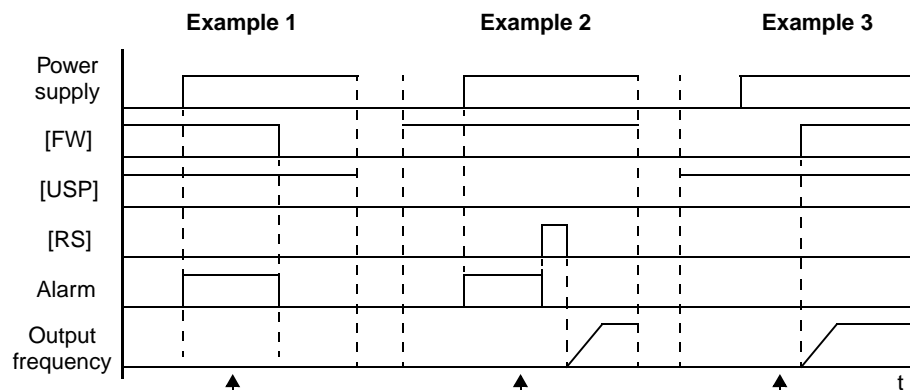 Example 1
Example 2
Example 3
Power
supply
[FW]
[USP]
[RS]
Alarm
Output
frequency
t